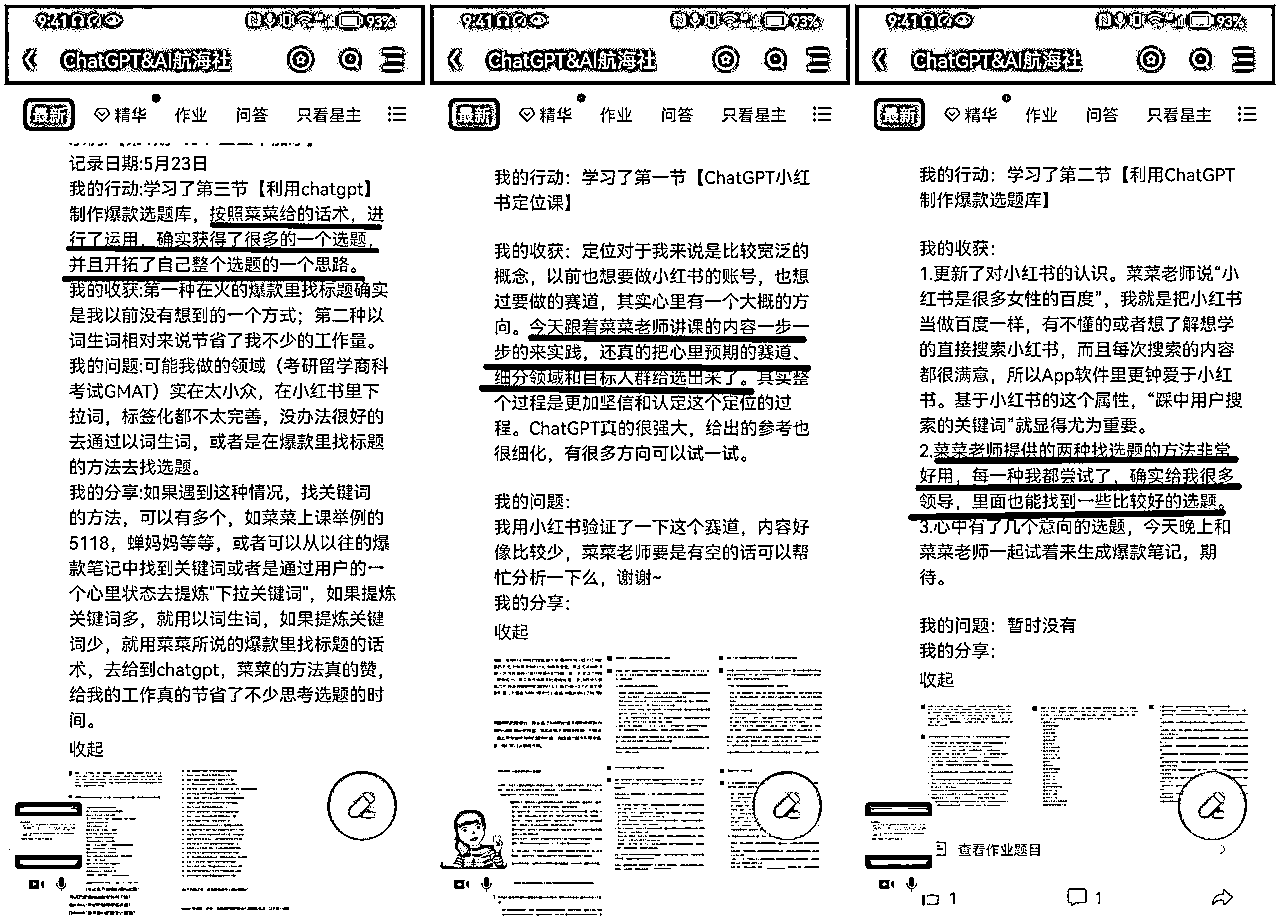 9:41
93%
ChatGPT&AI航海社
最新
精华
作业
问答
只看星主
记录日期:5月23日
我的行动:学习了第三节【利用chatgpt】
制作爆款选题库，按照菜菜给的话术，进
行了运用，确实获得了很多的一个选题，
并且开拓了自己整个选题的一个思路。
我的收获:第一种在火的爆款里找标题确实
是我以前没有想到的一个方式；第二种以
词生词相对来说节省了我不少的工作量。
我的问题:可能我做的领域（考研留学商科
考试GMAT）实在太小众，在小红书里下
拉词，标签化都不太完善，没办法很好的
去通过以词生词，或者是在爆款里找标题
的方法去找选题。
我的分享:如果遇到这种情况，找关键词
的方法，可以有多个，如菜菜上课举例的
5118，蝉妈妈等等，或者可以从以往的爆
款笔记中找到关键词或者是通过用户的一
个心里状态去提炼“下拉关键词”，如果提炼
关键词多，就用以词生词，如果提炼关键
词少，就用菜菜所说的爆款里找标题的话
术，去给到chatgpt，菜菜的方法真的赞，
给我的工作真的节省了不少思考选题的时
间。
收起
9:41
93%
ChatGPT&AI航海社
最新
精华
作业
问答
只看星主
我的行动：学习了第一节【ChatGPT小红
书定位课】
我的收获：定位对于我来说是比较宽泛的
概念，以前也想要做小红书的账号，也想
过要做的赛道，其实心里有一个大概的方
向。今天跟着菜菜老师讲课的内容一步一
步的来实践，还真的把心里预期的赛道、
细分领域和目标人群给选出来了。其实整
个过程是更加坚信和认定这个定位的过
程。ChatGPT真的很强大，给出的参考也
很细化，有很多方向可以试一试。
我的问题：
我用小红书验证了一下这个赛道，内容好
像比较少，菜菜老师要是有空的话可以帮
忙分析一下么，谢谢~
我的分享：
收起
9:41
93%
ChatGPT&AI航海社
最新
精华
作业
问答
只看星主
我的行动：学习了第二节【利用ChatGPT
制作爆款选题库】
我的收获：
1.更新了对小红书的认识。菜菜老师说“小
红书是很多女性的百度”，我就是把小红书
当做百度一样，有不懂的或者想了解想学
的直接搜索小红书，而且每次搜索的内容
都很满意，所以App软件里更钟爱于小红
书。基于小红书的这个属性，“踩中用户搜
索的关键词”就显得尤为重要。
2.菜菜老师提供的两种找选题的方法非常
好用，每一种我都尝试了，确实给我很多
领导，里面也能找到一些比较好的选题。
3.心中有了几个意向的选题，今天晚上和
菜菜老师一起试着来生成爆款笔记，期
待。
我的问题：暂时没有
我的分享：
收起
查看作业题目
1
1